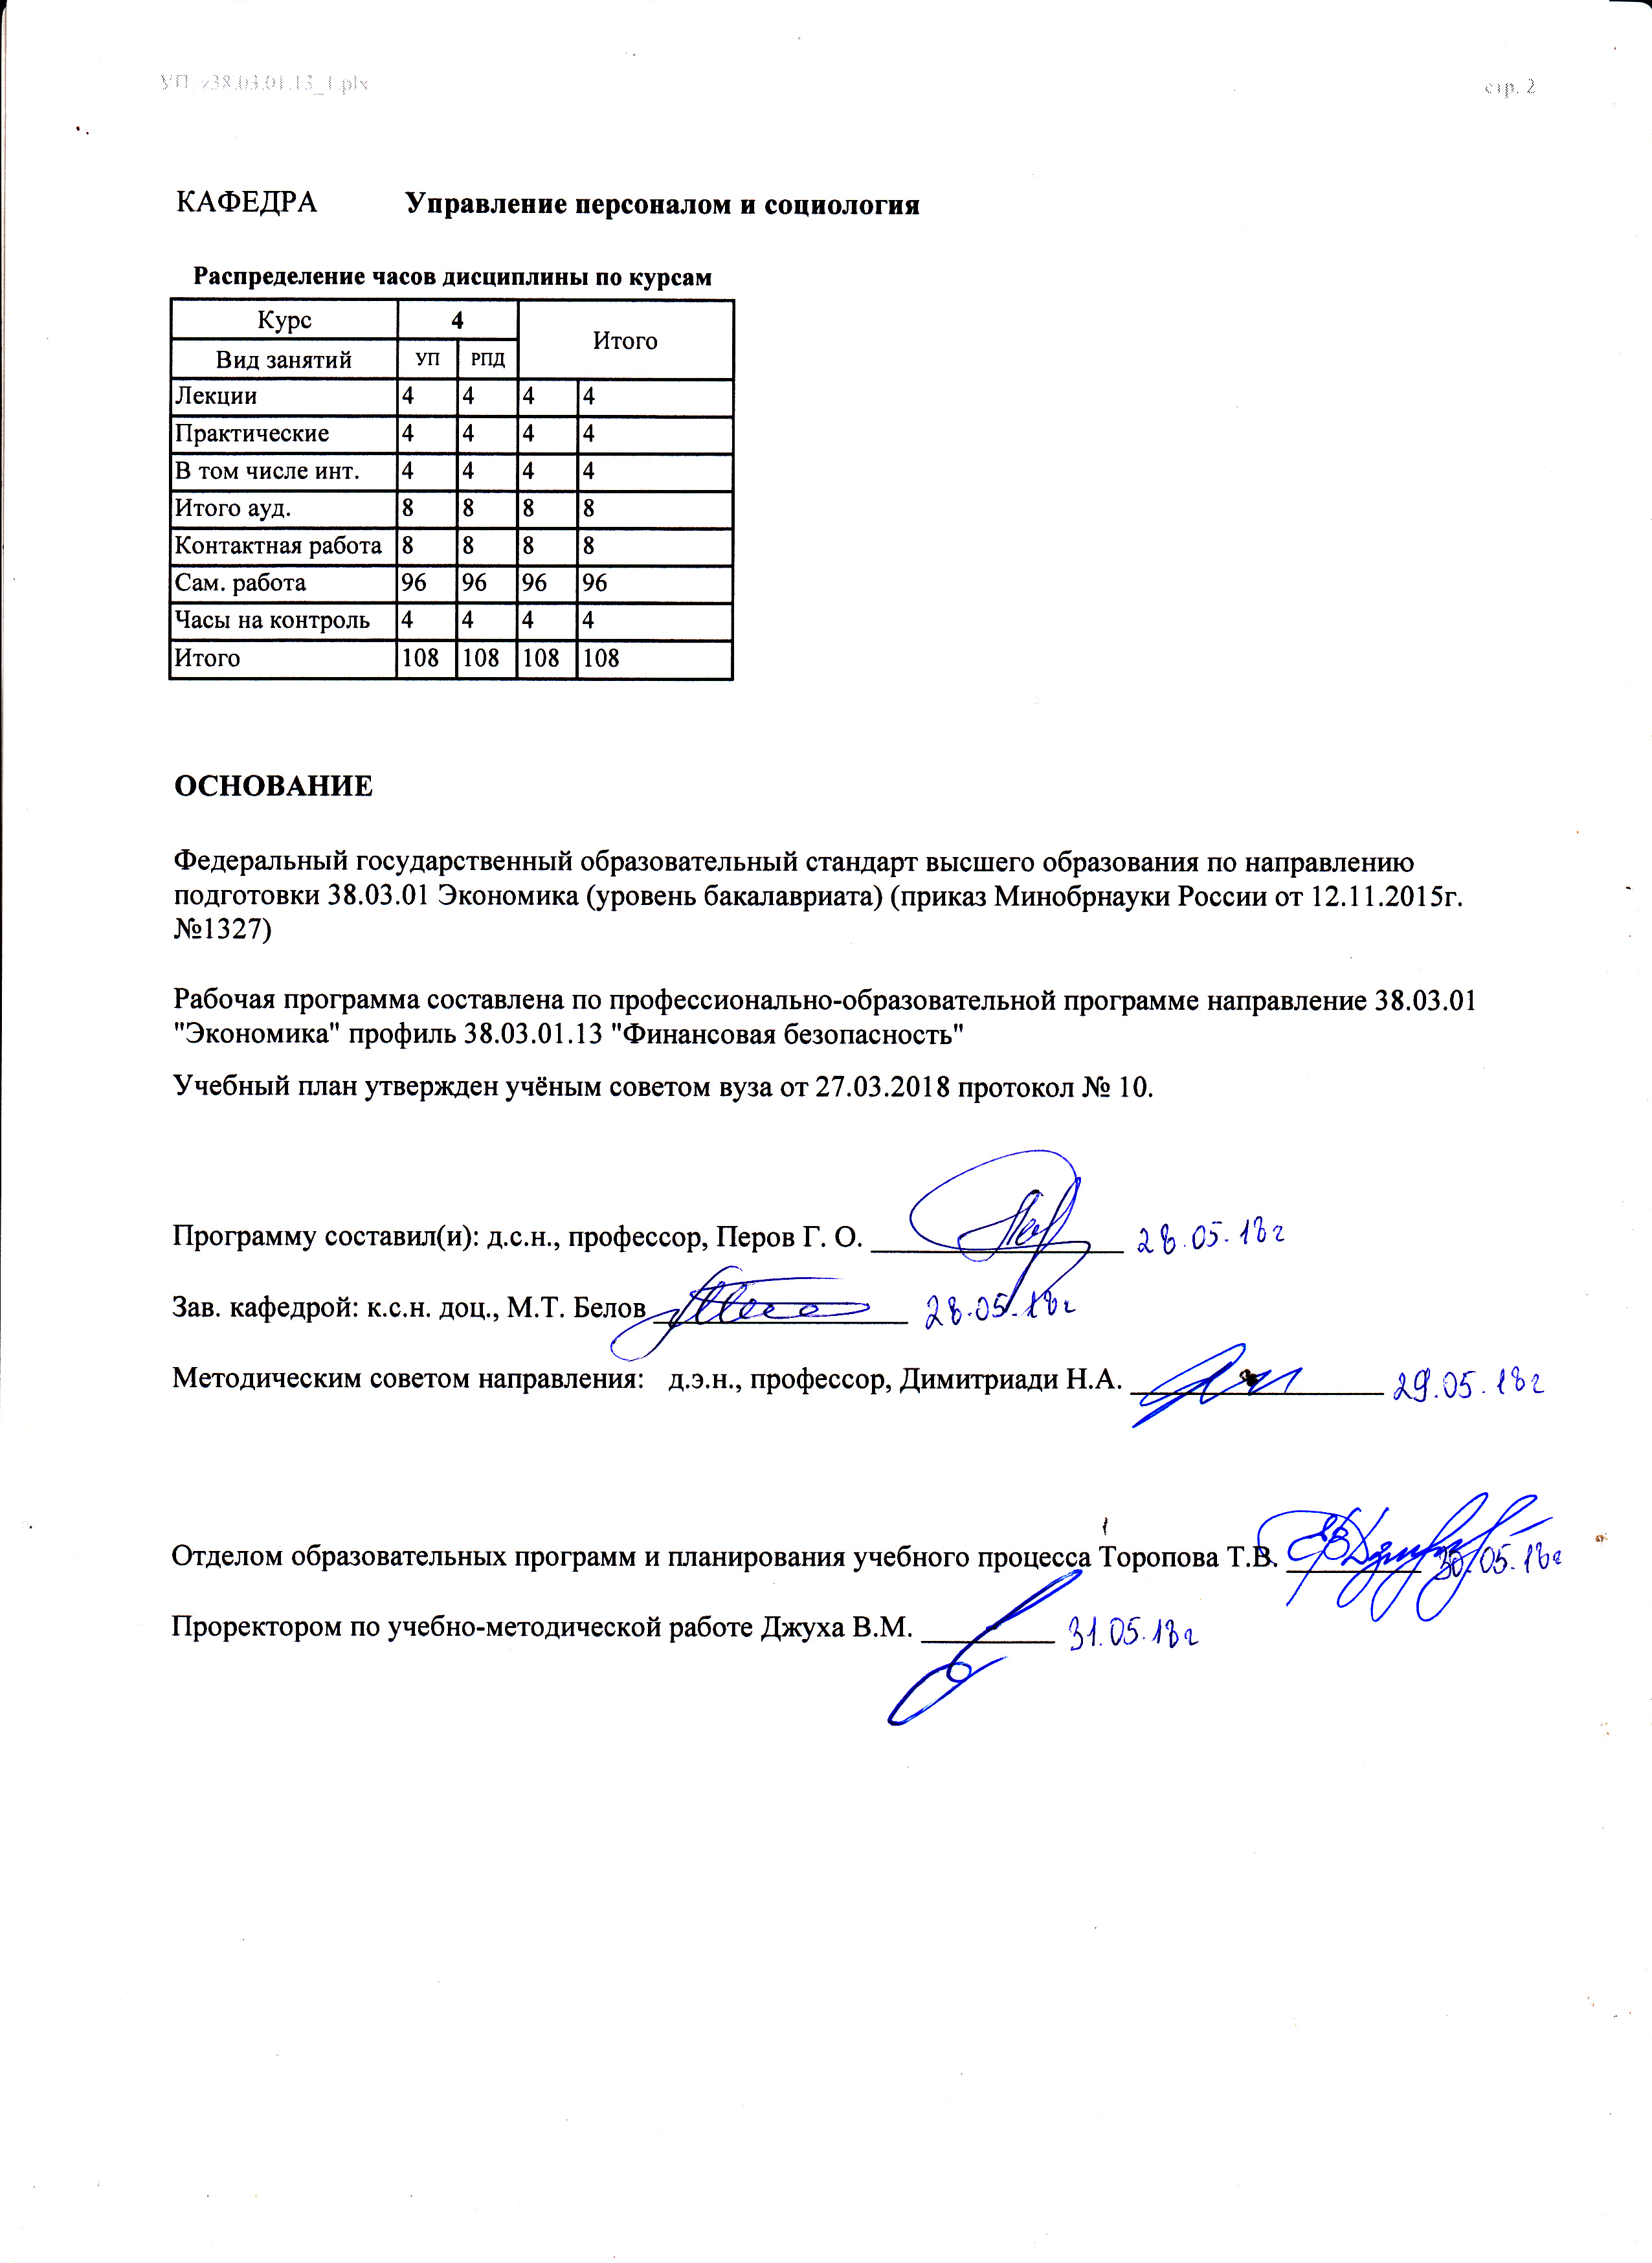 УП: z38.03.01.13_1.plx стр. 2
КАФЕДРА Управление персоналом и социология
Распределение часов дисциплины по курсам
Курс 4 Итого
Вид занятий УП РПД
Лекции 4 4 4 4
Практические 4 4 4 4
В том числе инт. 4 4 4 4
Итого ауд. 8 8 8 8
Контактная работа 8 8 8 8
Сам. работа 96 96 96 96
Часы на контроль 4 4 4 4
Итого 108 108 108 108
ОСНОВАНИЕ
Федеральный государственный образовательный стандарт высшего образования по направлению
подготовки 38.03.01 Экономика (уровень бакалавриата) (приказ Минобрнауки России от 12.11.2015г.
№1327)
Рабочая программа составлена по профессионально-образовательной программе направление 38.03.01
"Экономика" профиль 38.03.01.13 "Финансовая безопасность"
Учебный план утвержден учёным советом вуза от 27.03.2018 протокол № 10.
Программу составил(и): д.с.н., профессор, Перов Г. О. 28.05.18г
Зав. кафедрой: к.с.н. доц., М.Т. Белов 28.05.18г
Методическим советом направления: д.э.н., профессор, Димитриади Н.А. 29.05.18г
Отделом образовательных программ и планирования учебного процесса Торопова Т.В. 30.05.18г
Проректором по учебно-методической работе Джуха В.М. 31.05.18г